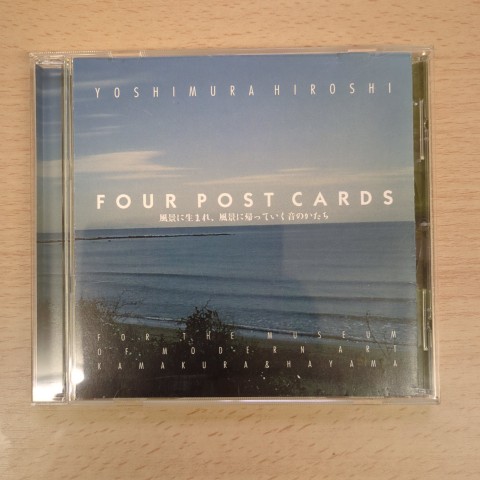 YOSHIMURA HIROSHI
FOUR POST CARDS
風景に生まれ、風景に帰っていく音のかたち
FOR THE MUSEUM
OF MODERN ART
KAMAKURA & HAYAMA